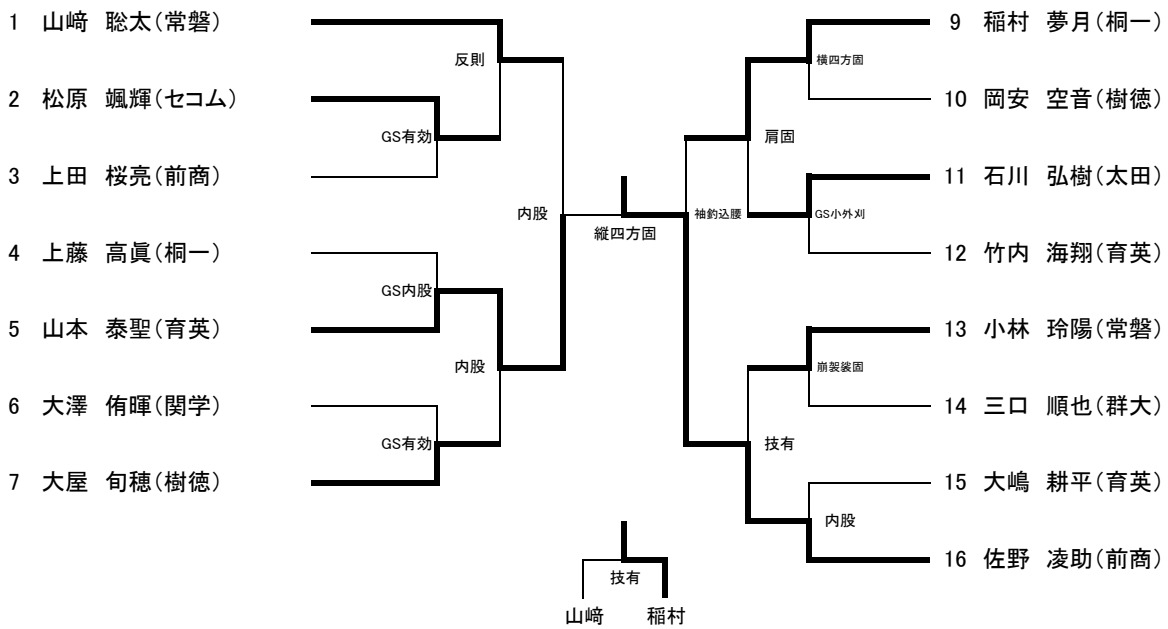 1 山﨑 聡太(常磐)
反則
2 松原 颯輝(セコム)
GS有効
3 上田 桜亮(前商)
内股
4 上藤 高眞(桐一)
GS内股
5 山本 泰聖(育英)
内股
6 大澤 侑暉(関学)
GS有効
7 大屋 旬穂(樹徳)
縦四方固
9 稲村 夢月(桐一)
横四方固
10 岡安 空音(樹徳)
肩固
11 石川 弘樹(太田)
袖釣込腰
GS小外刈
12 竹内 海翔(育英)
13 小林 玲陽(常磐)
崩袈裟固
14 三口 順也(群大)
技有
15 大嶋 耕平(育英)
内股
16 佐野 凌助(前商)
技有
山﨑 稲村